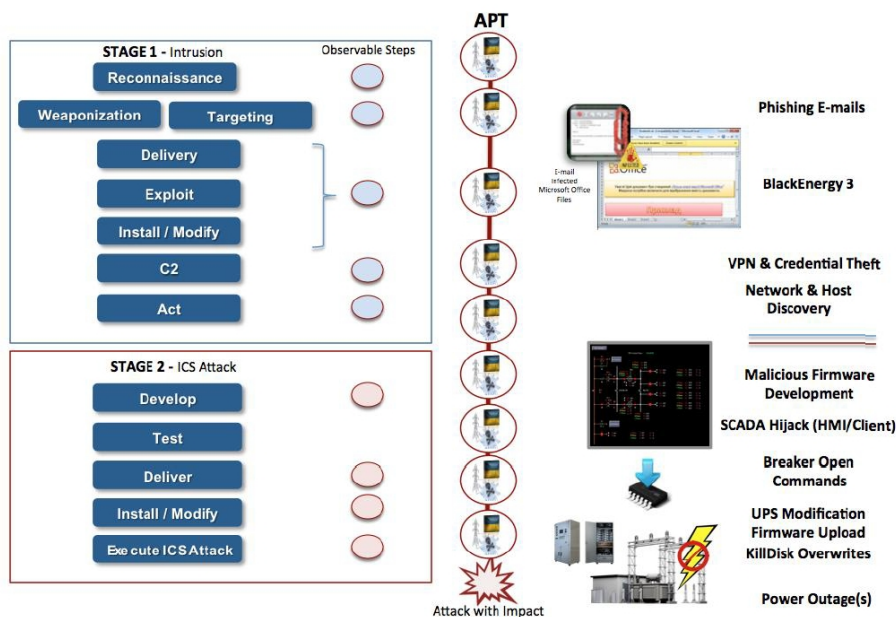 APT
STAGE 1 - Intrusion
Observable Steps
Reconnaissance
Weaponization
Targeting
Delivery
Exploit
Install / Modify
C2
Act
STAGE 2 - ICS Attack
Develop
Test
Deliver
Install / Modify
Execute ICS Attack
Attack with Impact
E-mail
Infected
Microsoft Office
Files
Office
Phishing E-mails
BlackEnergy 3
VPN & Credential Theft
Network & Host
Discovery
Malicious Firmware
Development
SCADA Hijack (HMI/Client)
Breaker Open
Commands
UPS Modification
Firmware Upload
KillDisk Overwrites
Power Outage(s)